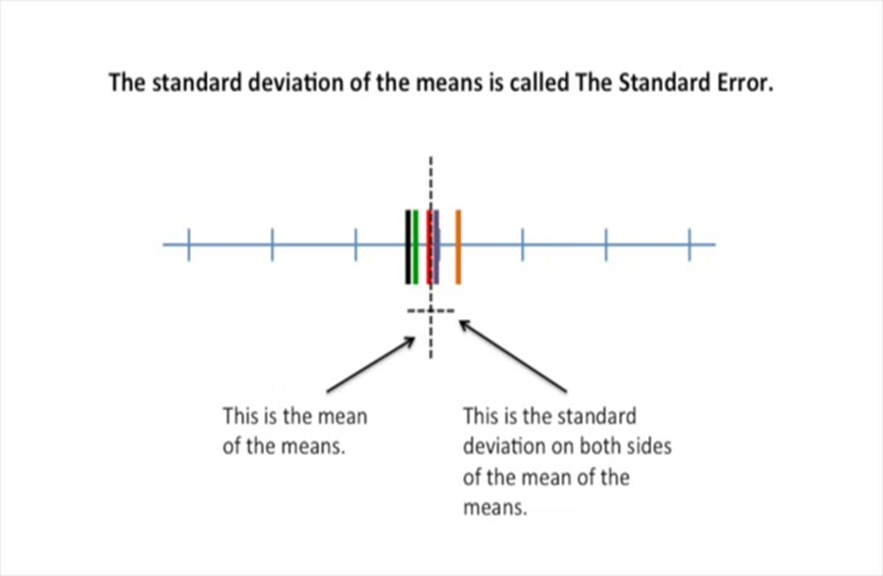 The standard deviation of the means is called The Standard Error.
This is the mean
of the means.
This is the standard
deviation on both sides
of the mean of the
means.